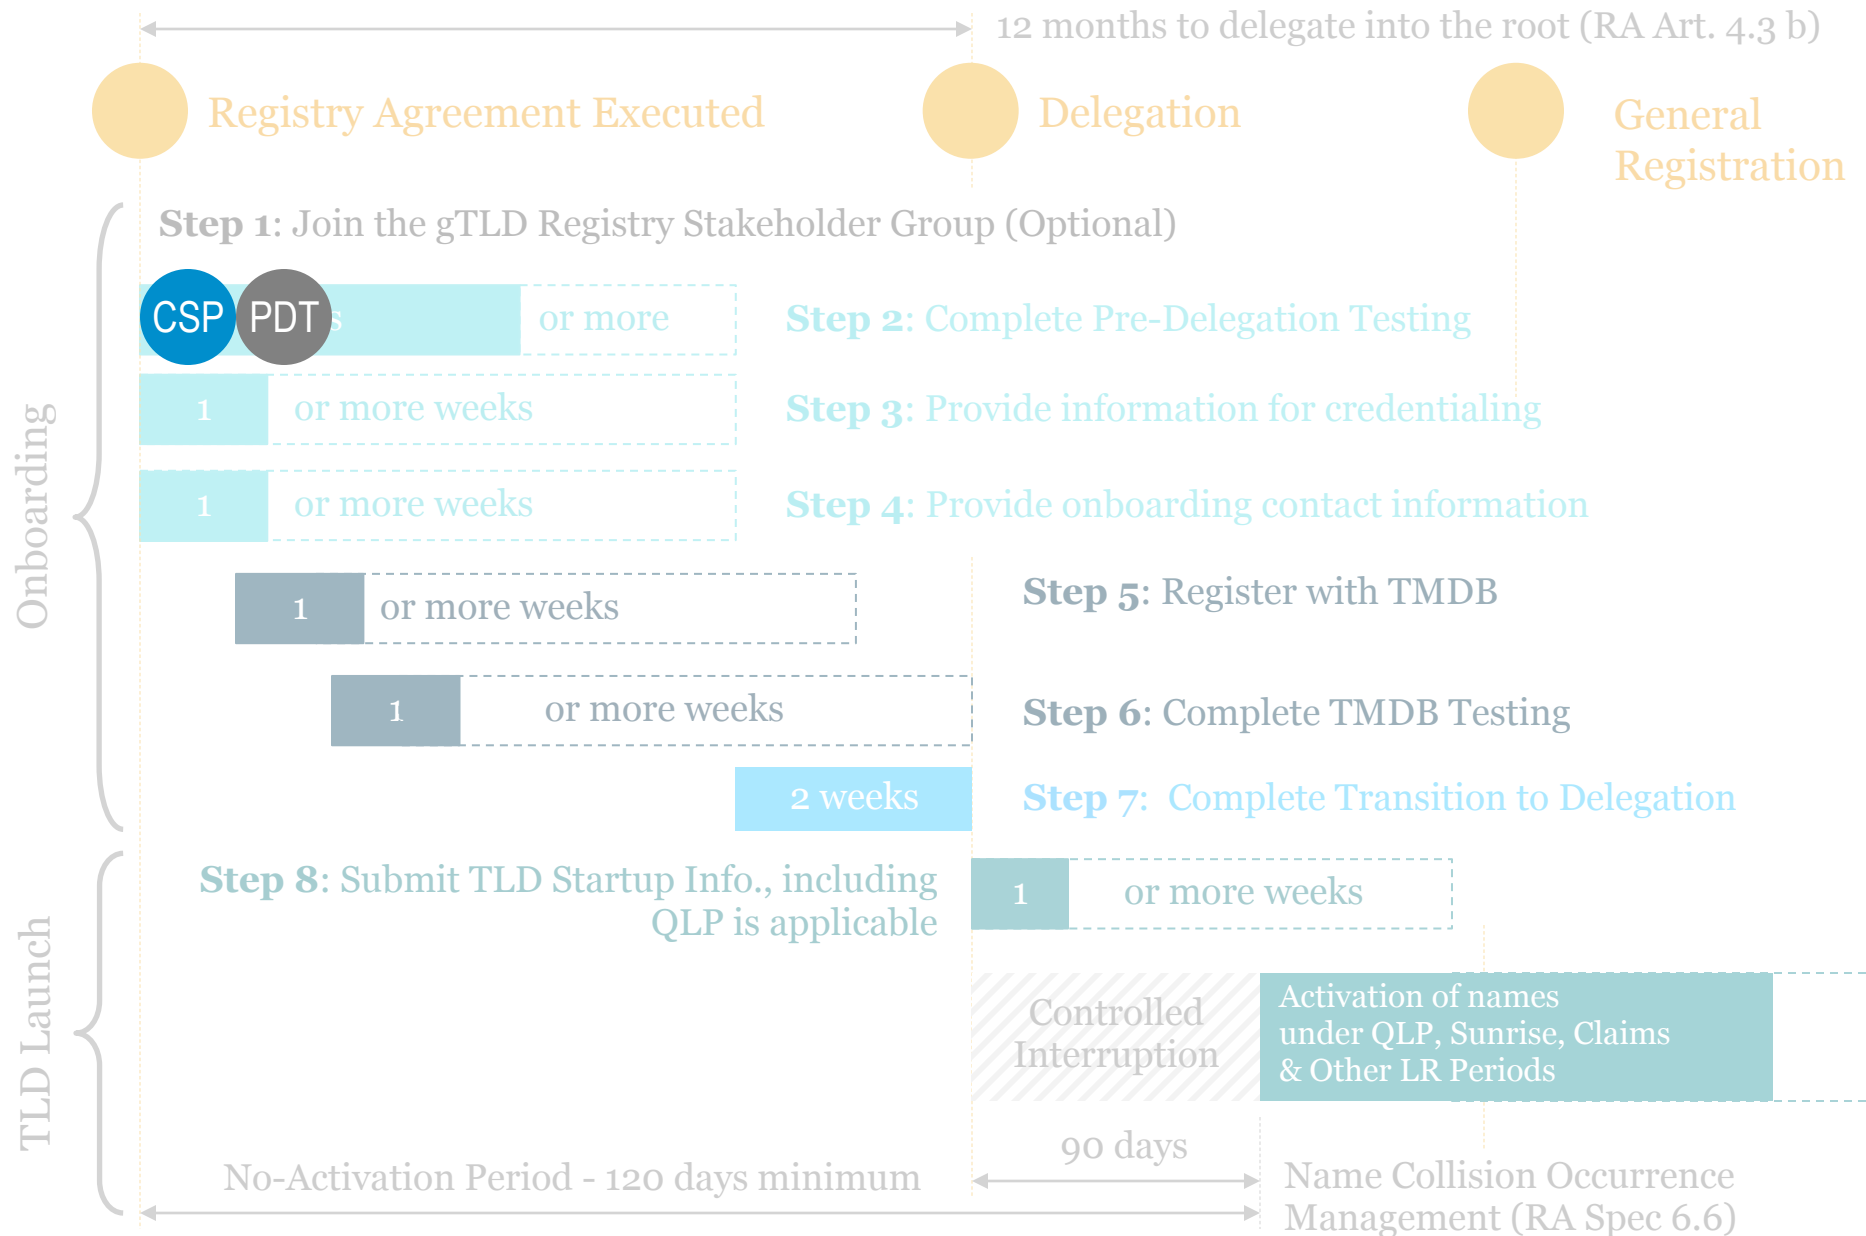 12 months to delegate into the root (RA Art. 4.3 b)
Registry Agreement Executed
Delegation
General
Registration
Onboarding
Step 1: Join the gTLD Registry Stakeholder Group (Optional)
CSP
PDT
s
or more
Step 2: Complete Pre-Delegation Testing
1
or more weeks
Step 3: Provide information for credentialing
1
or more weeks
Step 4: Provide onboarding contact information
1
or more weeks
Step 5: Register with TMDB
1
or more weeks
Step 6: Complete TMDB Testing
2 weeks
Step 7: Complete Transition to Delegation
TLD Launch
Step 8: Submit TLD Startup Info., including
QLP is applicable
1
or more weeks
Controlled
Interruption
Activation of names
under QLP, Sunrise, Claims
& Other LR Periods
90 days
No-Activation Period - 120 days minimum
Name Collision Occurrence
Management (RA Spec 6.6)